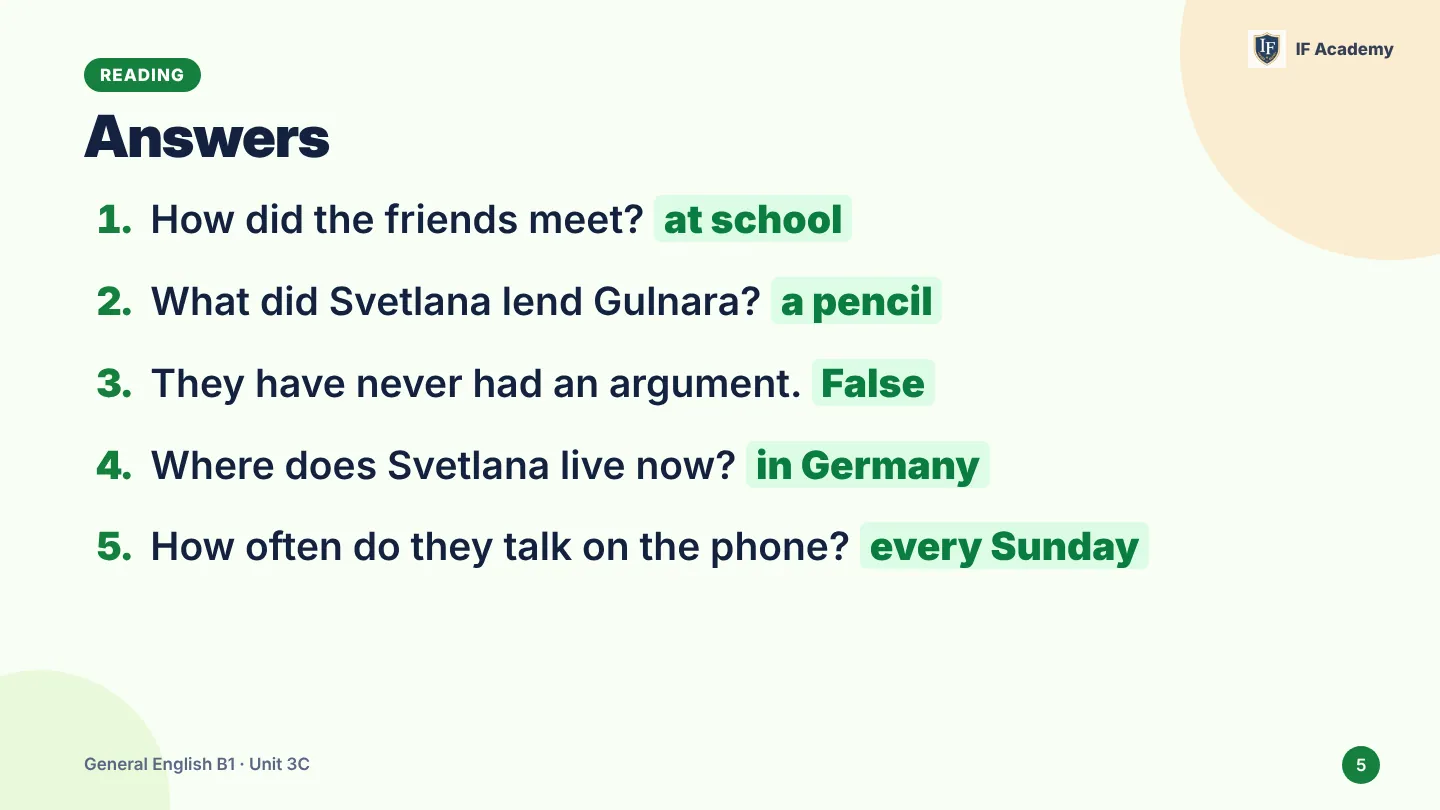 IF
IF Academy
READING
Answers
1. How did the friends meet? at school
2. What did Svetlana lend Gulnara? a pencil
3. They have never had an argument. False
4. Where does Svetlana live now? in Germany
5. How often do they talk on the phone? every Sunday
General English B1 · Unit 3C
5